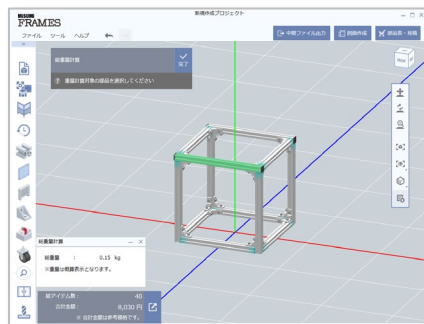 MISUMI
FRAMES
新規作成プロジェクト
ファイル ツール ヘルプ
中間ファイル出力
図面作成
部品表・見積
総重量計算
完了
重量計算対象の部品を選択してください
総重量計算
総重量 : 0.15 kg
※重量は概算表示となります。
総アイテム数 : 40
合計金額 : 8,030 円
※ 合計金額は参考価格です。